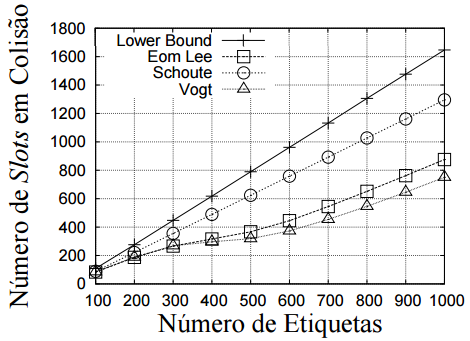 Número de Slots em Colisão
1800
1600
1400
1200
1000
800
600
400
200
0
Lower Bound
Eom Lee
Schoute
Vogt
100 200 300 400 500 600 700 800 900 1000
Número de Etiquetas